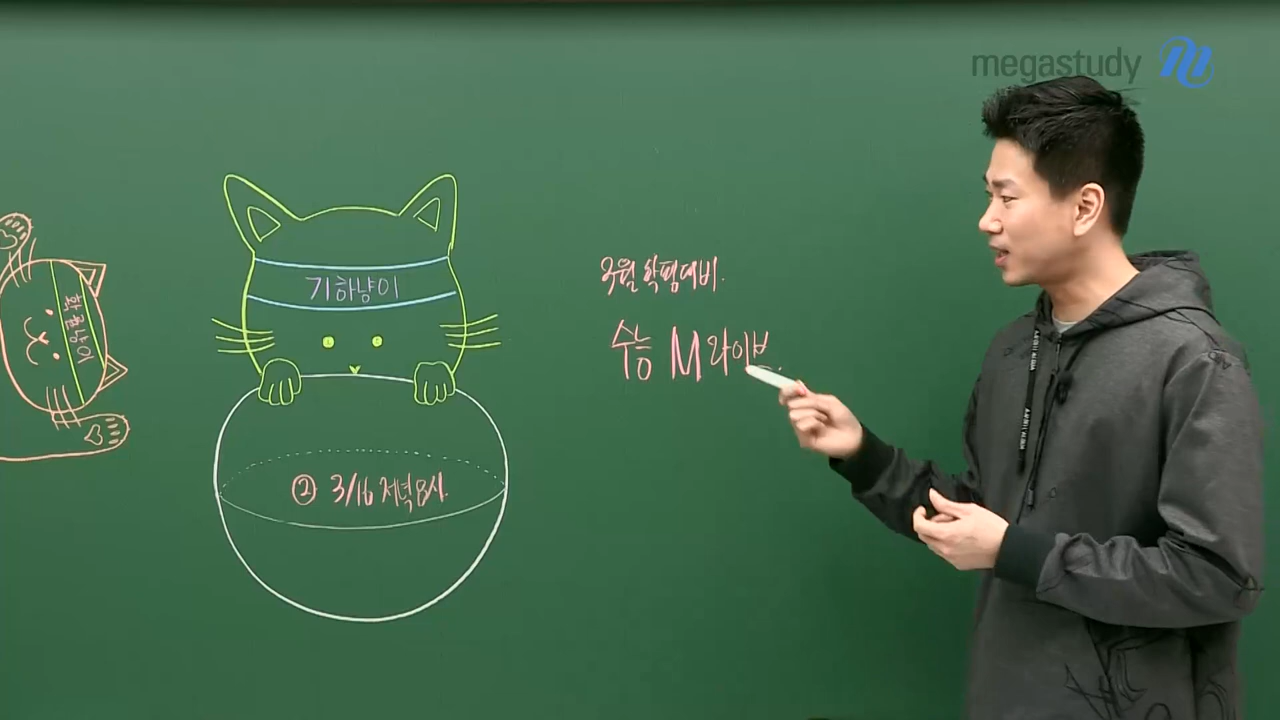 megastudy
확률냥이
기하냥이
3월 학평대비.
수능 M라이브
② 3/16 저녁 8시.